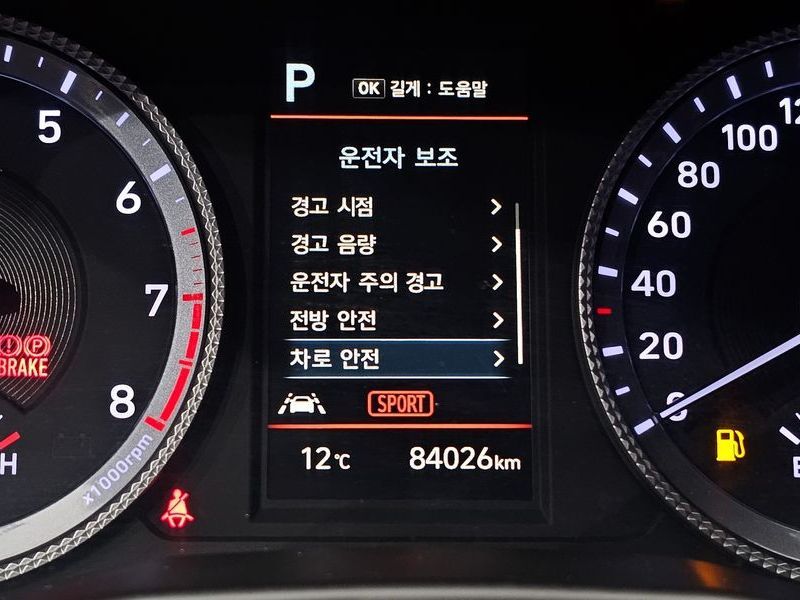 P
OK 길게 : 도움말
운전자 보조
경고 시점
경고 음량
운전자 주의 경고
전방 안전
차로 안전
SPORT
12℃
84026km
5
6
7
8
x1000rpm
H
P
BRAKE
100
80
60
40
20
0